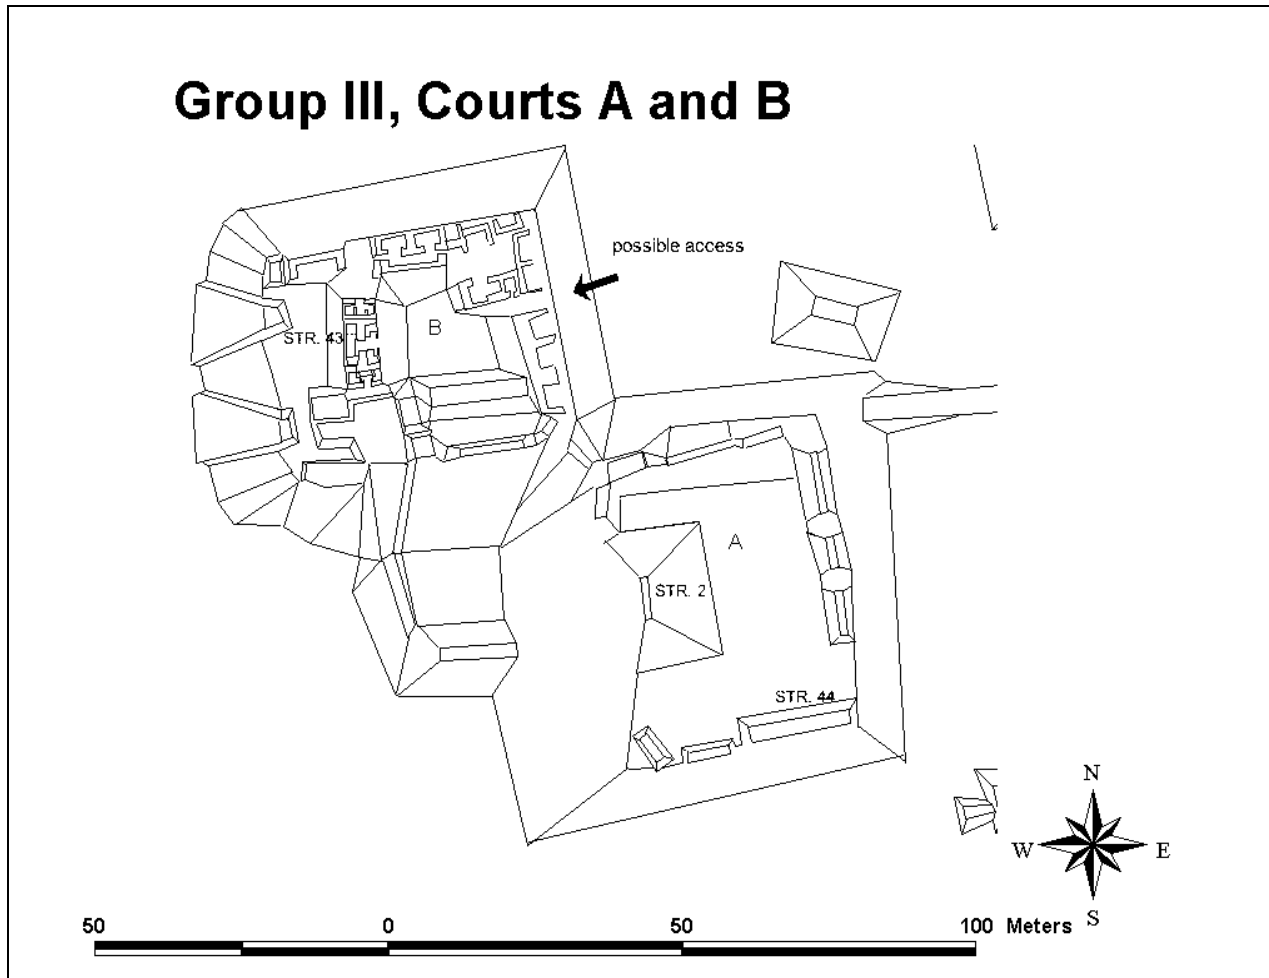 Group III, Courts A and B
possible access
B
STR. 43
A
STR. 2
STR. 44
N
W E
S
50 0 50 100 Meters